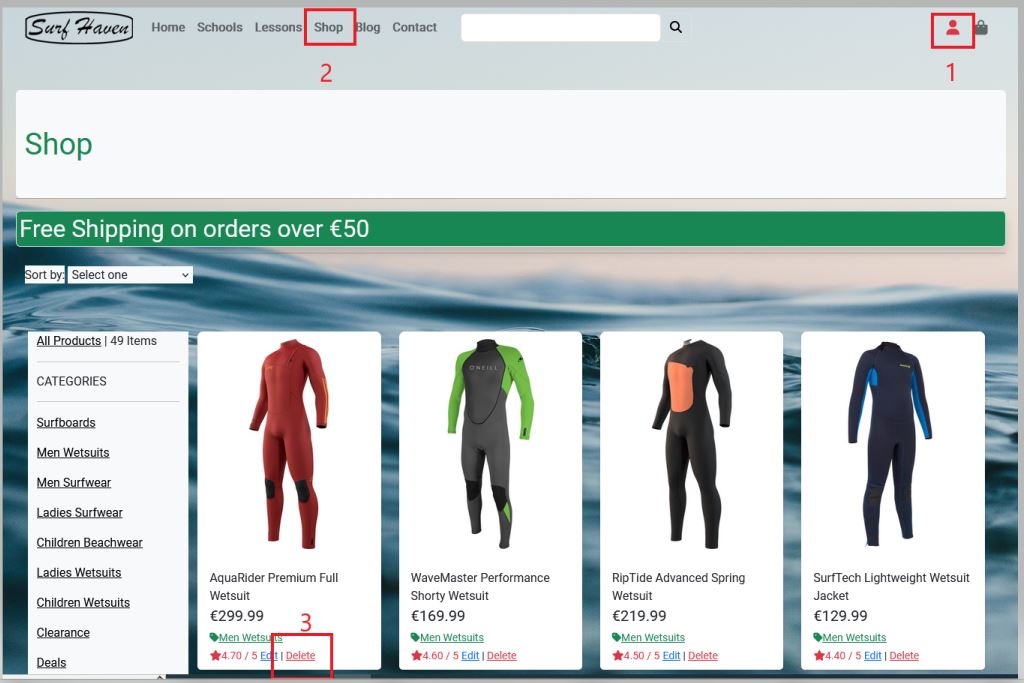 Surf Haven Home Schools Lessons Shop Blog Contact
2
1
Shop
Free Shipping on orders over €50
Sort by: Select one
All Products | 49 Items
CATEGORIES
Surfboards
Men Wetsuits
Men Surfwear
Ladies Surfwear
Children Beachwear
Ladies Wetsuits
Children Wetsuits
Clearance
Deals
O'NEILL
AquaRider Premium Full
Wetsuit
€299.99
Men Wetsuits
3
4.70 / 5 Edit | Delete
WaveMaster Performance
Shorty Wetsuit
€169.99
Men Wetsuits
4.60 / 5 Edit | Delete
RipTide Advanced Spring
Wetsuit
€219.99
Men Wetsuits
4.50 / 5 Edit | Delete
SurfTech Lightweight Wetsuit
Jacket
€129.99
Men Wetsuits
4.40 / 5 Edit | Delete